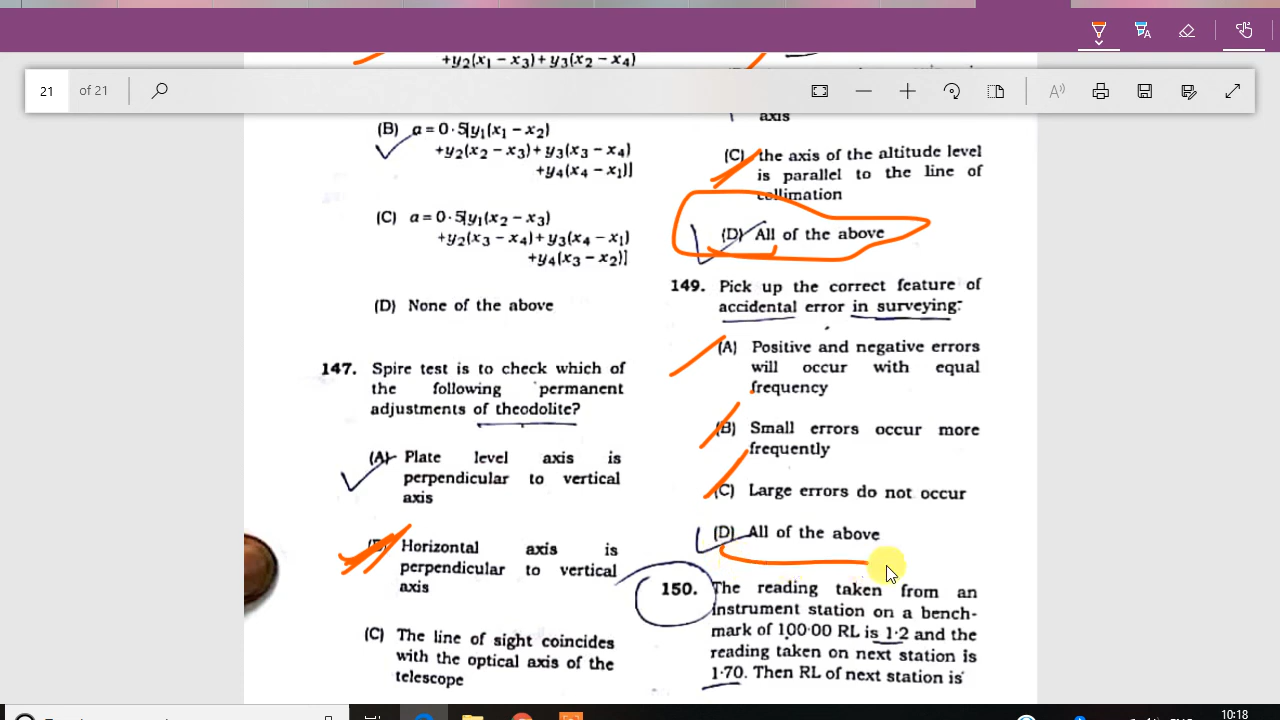 21 of 21
+y₂(x₁ − x₃) + y₃(x₂ − x₄)
(B) a = 0·5[y₁(x₁ − x₂)
+y₂(x₂ − x₃) + y₃(x₃ − x₄)
+y₄(x₄ − x₁)]
(C) a = 0·5[y₁(x₂ − x₃)
+y₂(x₃ − x₄) + y₃(x₄ − x₁)
+y₄(x₃ − x₂)]
(D) None of the above
147. Spire test is to check which of
the following permanent
adjustments of theodolite?
(A) Plate level axis is
perpendicular to vertical
axis
(B) Horizontal axis is
perpendicular to vertical
axis
(C) The line of sight coincides
with the optical axis of the
telescope
axis
(C) the axis of the altitude level
is parallel to the line of
collimation
(D) All of the above
149. Pick up the correct feature of
accidental error in surveying:
(A) Positive and negative errors
will occur with equal
frequency
(B) Small errors occur more
frequently
(C) Large errors do not occur
(D) All of the above
150. The reading taken from an
instrument station on a bench-
mark of 100·00 RL is 1·2 and the
reading taken on next station is
1·70. Then RL of next station is
10:18